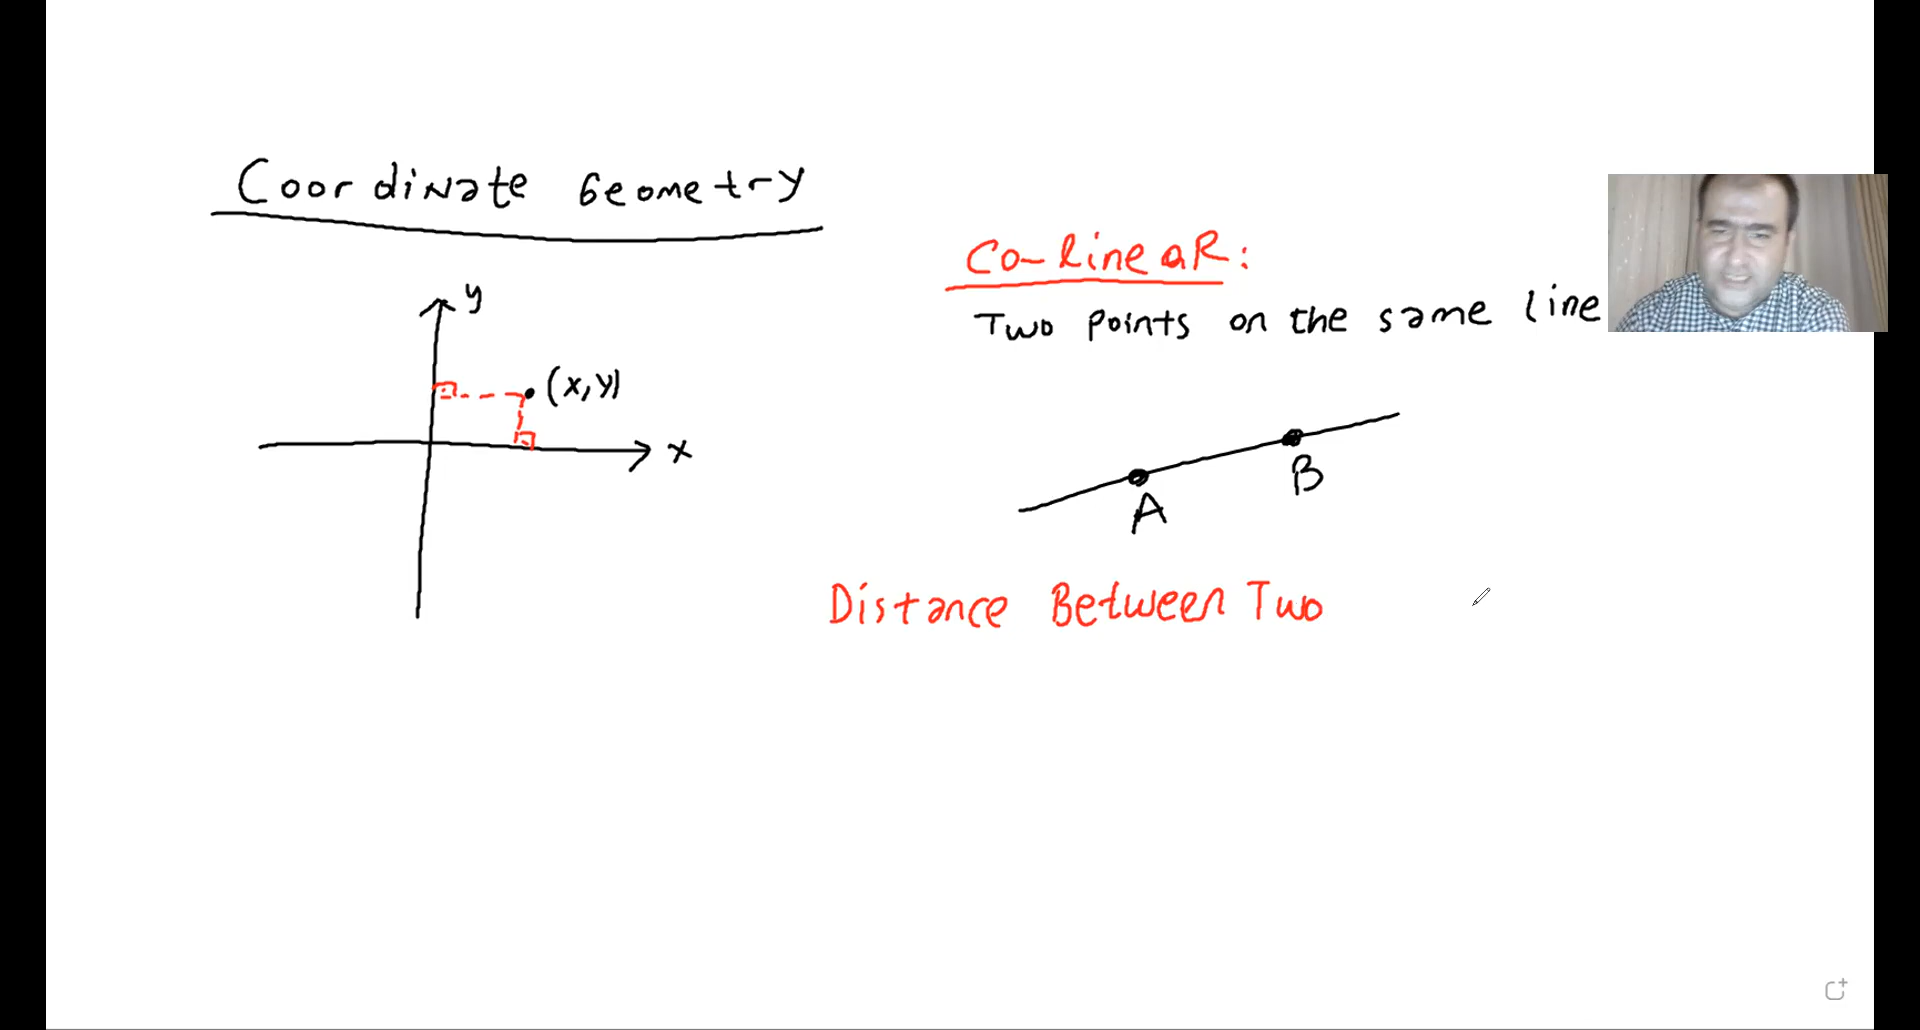 Coordinate Geometry
y
(x,y)
x
Co-lineaR:
Two points on the same line
A
B
Distance Between Two